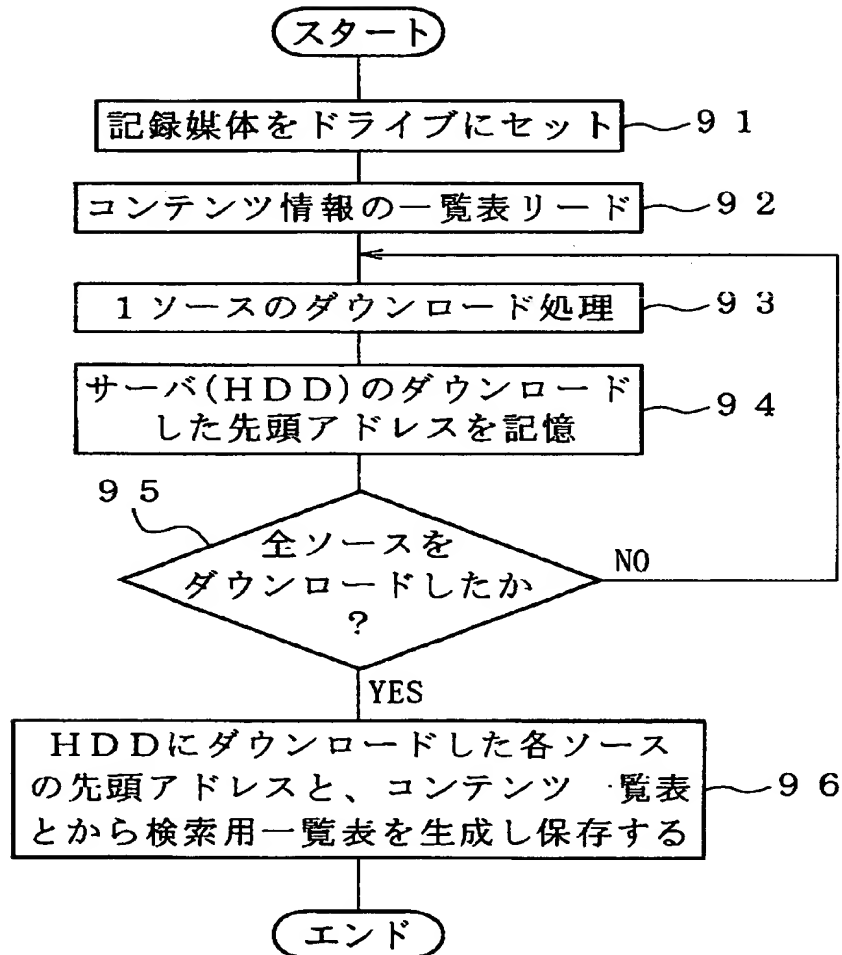 スタート
記録媒体をドライブにセット
91
コンテンツ情報の一覧表リード
92
1ソースのダウンロード処理
93
サーバ(HDD)のダウンロード
した先頭アドレスを記憶
94
95
全ソースを
ダウンロードしたか
?
NO
YES
HDDにダウンロードした各ソース
の先頭アドレスと、コンテンツ一覧表
とから検索用一覧表を生成し保存する
96
エンド